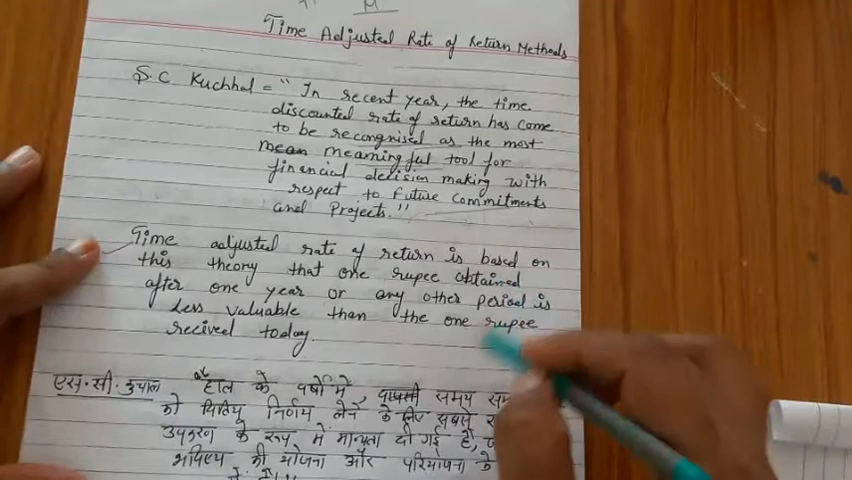 Time Adjusted Rate of Return Methods
S.C Kuchhal = " In recent year, the time
discounted rate of return has come
to be recongnised as the most
mean meaningful tool for
financial decision making with
respect to future commitments
and Projects."
Time adjusted rate of return is based on
this theory that one rupee obtained
after one year or any other period is
Less valuable than the one rupee
recived today.
एस. सी. कुचाल "हाल के वर्षो में, वापसी समय
को वित्तिय निर्णय लेने के लिए सबसे
उपकरण के रूप में मान्यता दी गई है,
भविष्य की योजना और परियोजना के